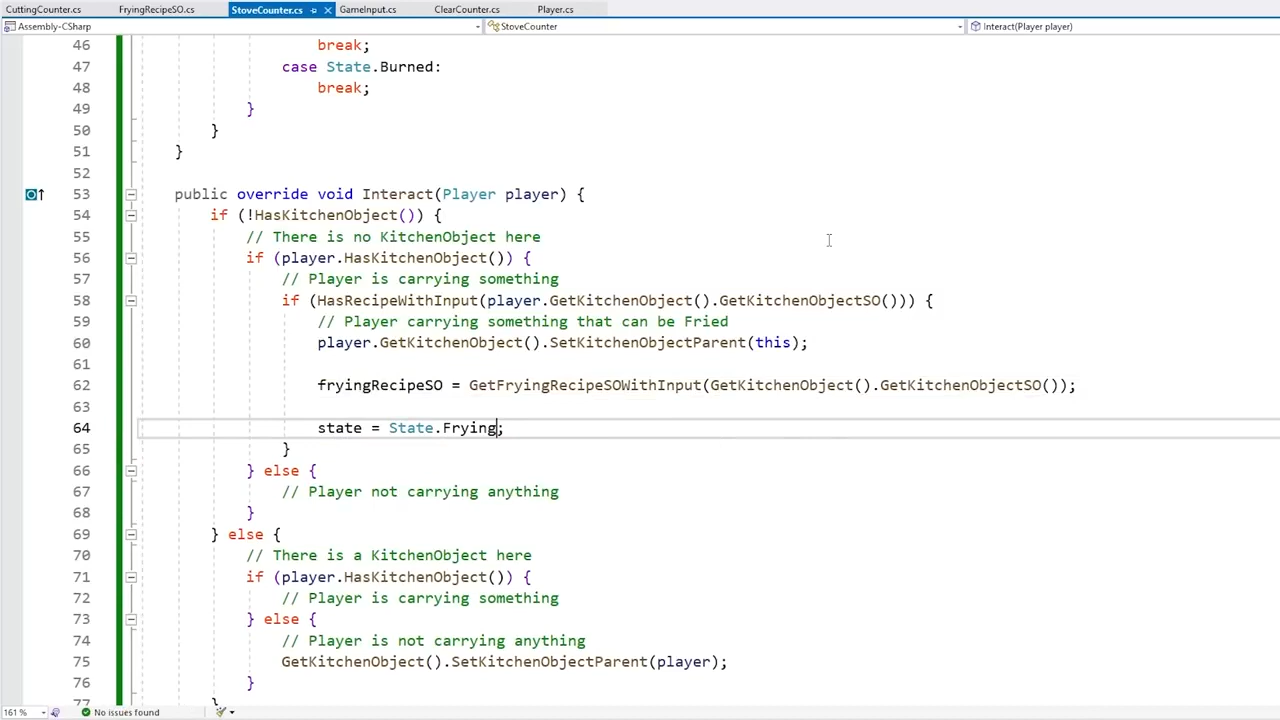 CuttingCounter.cs FryingRecipeSO.cs StoveCounter.cs GameInput.cs ClearCounter.cs Player.cs
Assembly-CSharp StoveCounter Interact(Player player)
46 break;
47 case State.Burned:
48 break;
49 }
50 }
51 }
52
53 public override void Interact(Player player) {
54 if (!HasKitchenObject()) {
55 // There is no KitchenObject here
56 if (player.HasKitchenObject()) {
57 // Player is carrying something
58 if (HasRecipeWithInput(player.GetKitchenObject().GetKitchenObjectSO())) {
59 // Player carrying something that can be Fried
60 player.GetKitchenObject().SetKitchenObjectParent(this);
61
62 fryingRecipeSO = GetFryingRecipeSOWithInput(GetKitchenObject().GetKitchenObjectSO());
63
64 state = State.Frying;
65 }
66 } else {
67 // Player not carrying anything
68 }
69 } else {
70 // There is a KitchenObject here
71 if (player.HasKitchenObject()) {
72 // Player is carrying something
73 } else {
74 // Player is not carrying anything
75 GetKitchenObject().SetKitchenObjectParent(player);
76 }
77 }
161 % No issues found